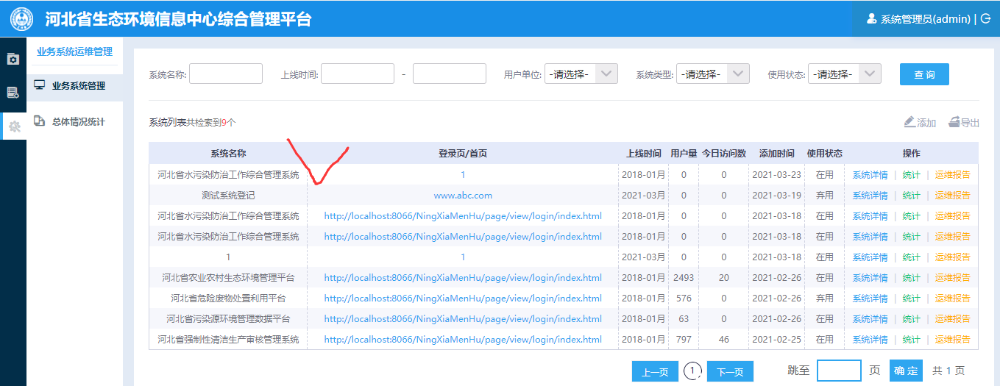 河北省生态环境信息中心综合管理平台
系统管理员(admin) |
业务系统运维管理
业务系统管理
总体情况统计
系统名称: 上线时间: - 用户单位: -请选择- 系统类型: -请选择- 使用状态: -请选择- 查 询
系统列表共检索到9个 添加 导出
系统名称 登录页/首页 上线时间 用户量 今日访问数 添加时间 使用状态 操作
河北省水污染防治工作综合管理系统 1 2018-01月 0 0 2021-03-23 在用 系统详情 | 统计 | 运维报告
测试系统登记 www.abc.com 2021-03月 0 0 2021-03-19 弃用 系统详情 | 统计 | 运维报告
河北省水污染防治工作综合管理系统 http://localhost:8066/NingXiaMenHu/page/view/login/index.html 2018-01月 0 0 2021-03-18 在用 系统详情 | 统计 | 运维报告
河北省水污染防治工作综合管理系统 http://localhost:8066/NingXiaMenHu/page/view/login/index.html 2018-01月 0 0 2021-03-18 在用 系统详情 | 统计 | 运维报告
1 1 2021-03月 0 0 2021-03-18 在用 系统详情 | 统计 | 运维报告
河北省农业农村生态环境管理平台 http://localhost:8066/NingXiaMenHu/page/view/login/index.html 2018-01月 2493 20 2021-02-26 在用 系统详情 | 统计 | 运维报告
河北省危险废物处置利用平台 http://localhost:8066/NingXiaMenHu/page/view/login/index.html 2018-01月 576 0 2021-02-26 弃用 系统详情 | 统计 | 运维报告
河北省污染源环境管理数据平台 http://localhost:8066/NingXiaMenHu/page/view/login/index.html 2018-01月 63 0 2021-02-26 在用 系统详情 | 统计 | 运维报告
河北省强制性清洁生产审核管理系统 http://localhost:8066/NingXiaMenHu/page/view/login/index.html 2018-01月 797 46 2021-02-25 在用 系统详情 | 统计 | 运维报告
上一页 1 下一页 跳至 页 确 定 共 1 页